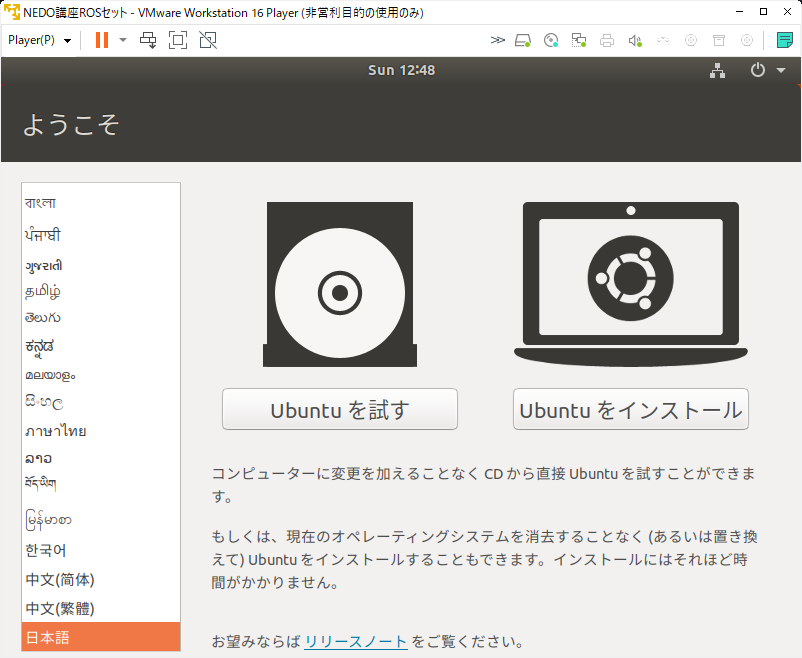 NEDO講座ROSセット - VMware Workstation 16 Player (非営利目的の使用のみ)
Player(P)
Sun 12:48
ようこそ
বাংলা
ਪੰਜਾਬੀ
ગુજરાતી
தமிழ்
తెలుగు
ಕನ್ನಡ
മലയാളം
සිංහල
ภาษาไทย
ລາວ
བོད་ཡིག
မြန်မာစာ
한국어
中文(简体)
中文(繁體)
日本語
Ubuntu を試す
Ubuntu をインストール
コンピューターに変更を加えることなく CD から直接 Ubuntu を試すことができま
す。
もしくは、現在のオペレーティングシステムを消去することなく (あるいは置き換
えて) Ubuntu をインストールすることもできます。インストールにはそれほど時
間がかかりません。
お望みならば リリースノート をご覧ください。